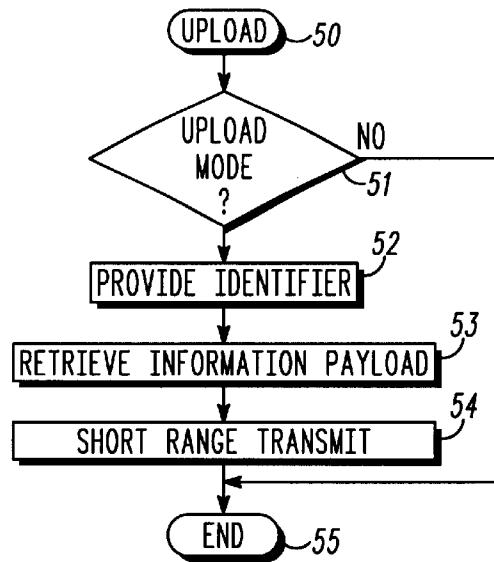 UPLOAD 50
UPLOAD
MODE
?
NO
51
52
PROVIDE IDENTIFIER
53
RETRIEVE INFORMATION PAYLOAD
54
SHORT RANGE TRANSMIT
END 55